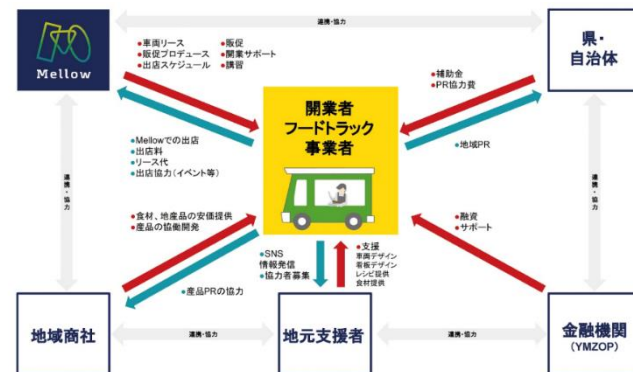 連携・協力
Mellow
●車両リース
●販促プロデュース
●出店スケジュール
●販促
●開業サポート
●講習
県・
自治体
●補助金
●PR協力費
開業者
フードトラック
事業者
●地域PR
●Mellowでの出店
●出店料
●リース代
●出店協力(イベント等)
連携・協力
連携・協力
●食材、地産品の安価提供
●産品の協働開発
●融資
●サポート
●SNS
情報発信
●協力者募集
●支援
車両デザイン
看板デザイン
レシピ提供
食材提供
●産品PRの協力
地域商社
連携・協力
地元支援者
連携・協力
金融機関
(YMZOP)